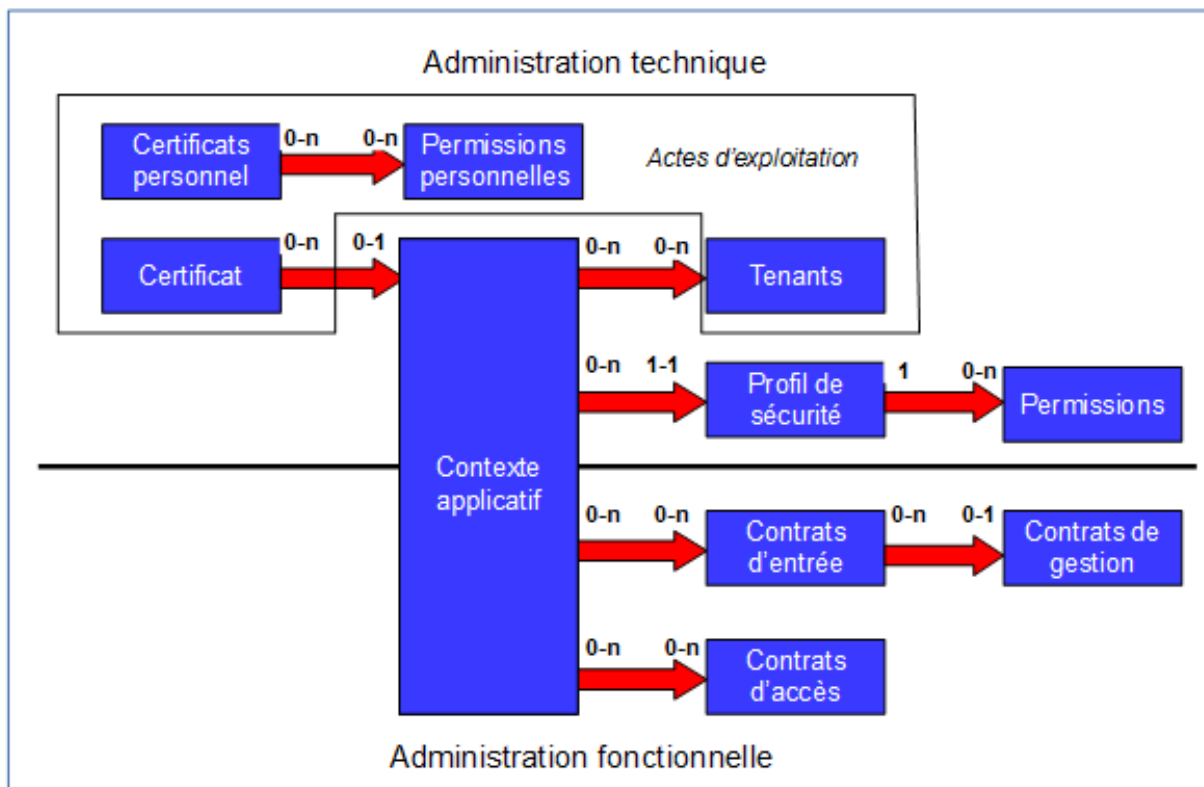 Administration technique
0-n
0-n
Certificats
personnel
Permissions
personnelles
Actes d'exploitation
0-n
0-1
0-n
0-n
Certificat
Tenants
0-n
1-1
1
0-n
Profil de
sécurité
Permissions
Contexte
applicatif
0-n
0-n
0-n
0-1
Contrats
d'entrée
Contrats de
gestion
0-n
0-n
Contrats
d'accès
Administration fonctionnelle